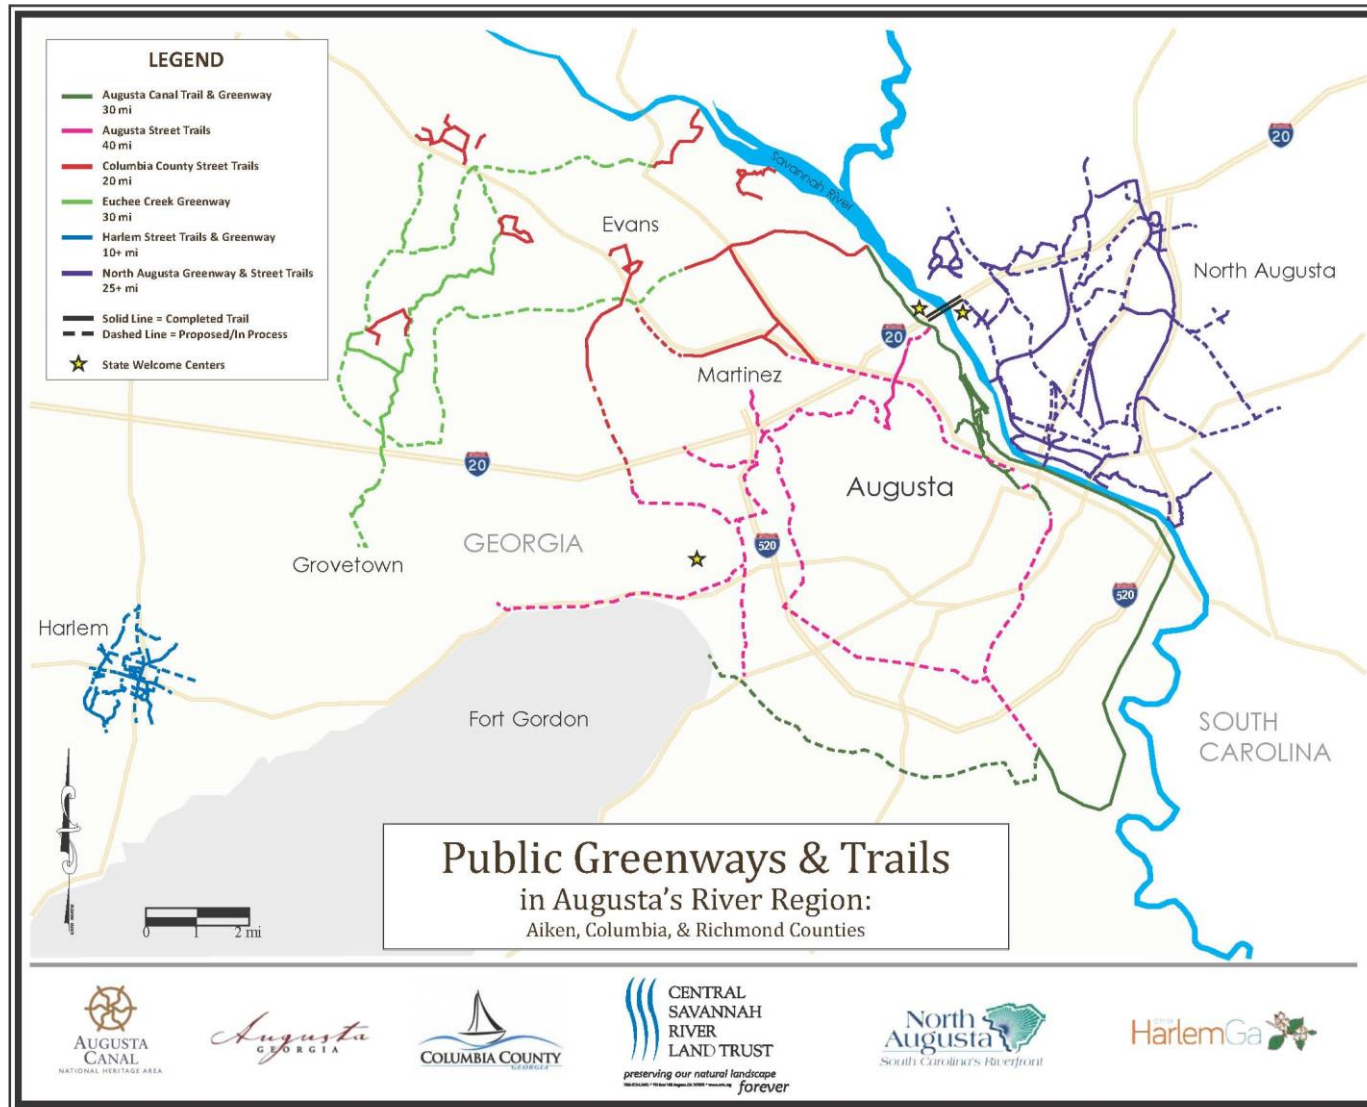 LEGEND
Augusta Canal Trail & Greenway
30 mi
Augusta Street Trails
40 mi
Columbia County Street Trails
20 mi
Euchee Creek Greenway
30 mi
Harlem Street Trails & Greenway
10+ mi
North Augusta Greenway & Street Trails
25+ mi
Solid Line = Completed Trail
Dashed Line = Proposed/In Process
State Welcome Centers
20
Savannah River
Evans
North Augusta
20
Martinez
20
Augusta
GEORGIA
520
Grovetown
520
Harlem
Fort Gordon
SOUTH
CAROLINA
0 1 2 mi
Public Greenways & Trails
in Augusta's River Region:
Aiken, Columbia, & Richmond Counties
AUGUSTA
CANAL
NATIONAL HERITAGE AREA
Augusta
GEORGIA
COLUMBIA COUNTY
GEORGIA
CENTRAL
SAVANNAH
RIVER
LAND TRUST
preserving our natural landscape
forever
North
Augusta
South Carolina's Riverfront
HarlemGa